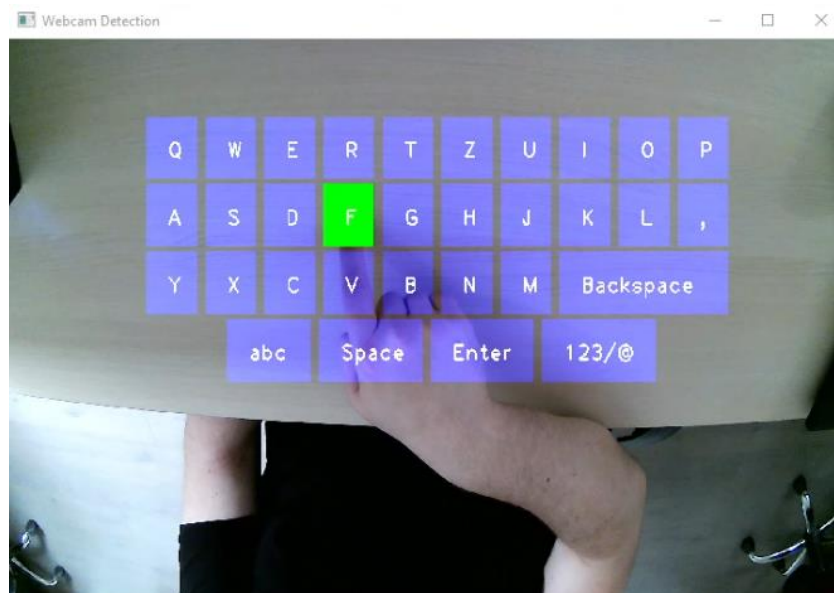 Webcam Detection
Q W E R T Z U I O P
A S D F G H J K L ,
Y X C V B N M Backspace
abc Space Enter 123/@